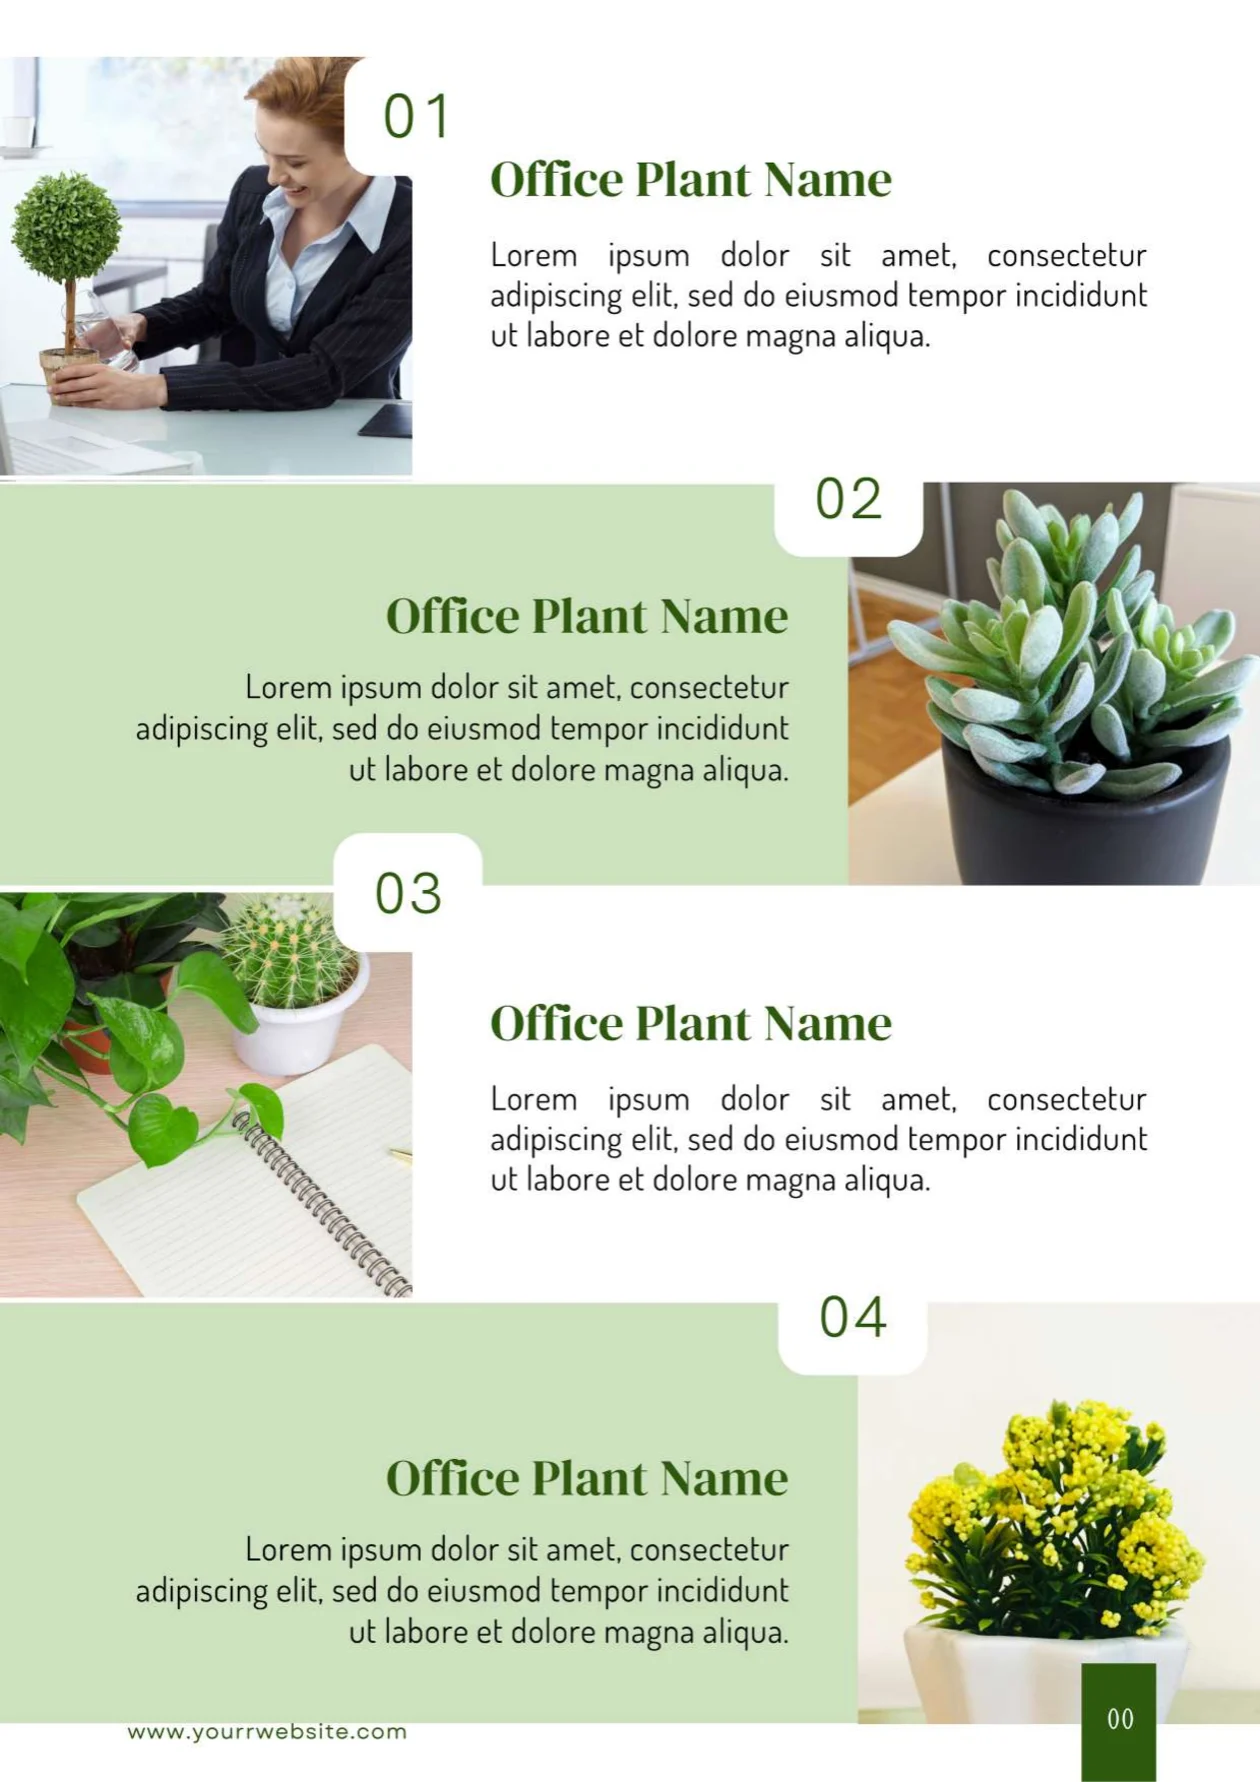 01
Office Plant Name
Lorem ipsum dolor sit amet, consectetur
adipiscing elit, sed do eiusmod tempor incididunt
ut labore et dolore magna aliqua.
02
Office Plant Name
Lorem ipsum dolor sit amet, consectetur
adipiscing elit, sed do eiusmod tempor incididunt
ut labore et dolore magna aliqua.
03
Office Plant Name
Lorem ipsum dolor sit amet, consectetur
adipiscing elit, sed do eiusmod tempor incididunt
ut labore et dolore magna aliqua.
04
Office Plant Name
Lorem ipsum dolor sit amet, consectetur
adipiscing elit, sed do eiusmod tempor incididunt
ut labore et dolore magna aliqua.
www.yourrwebsite.com
00